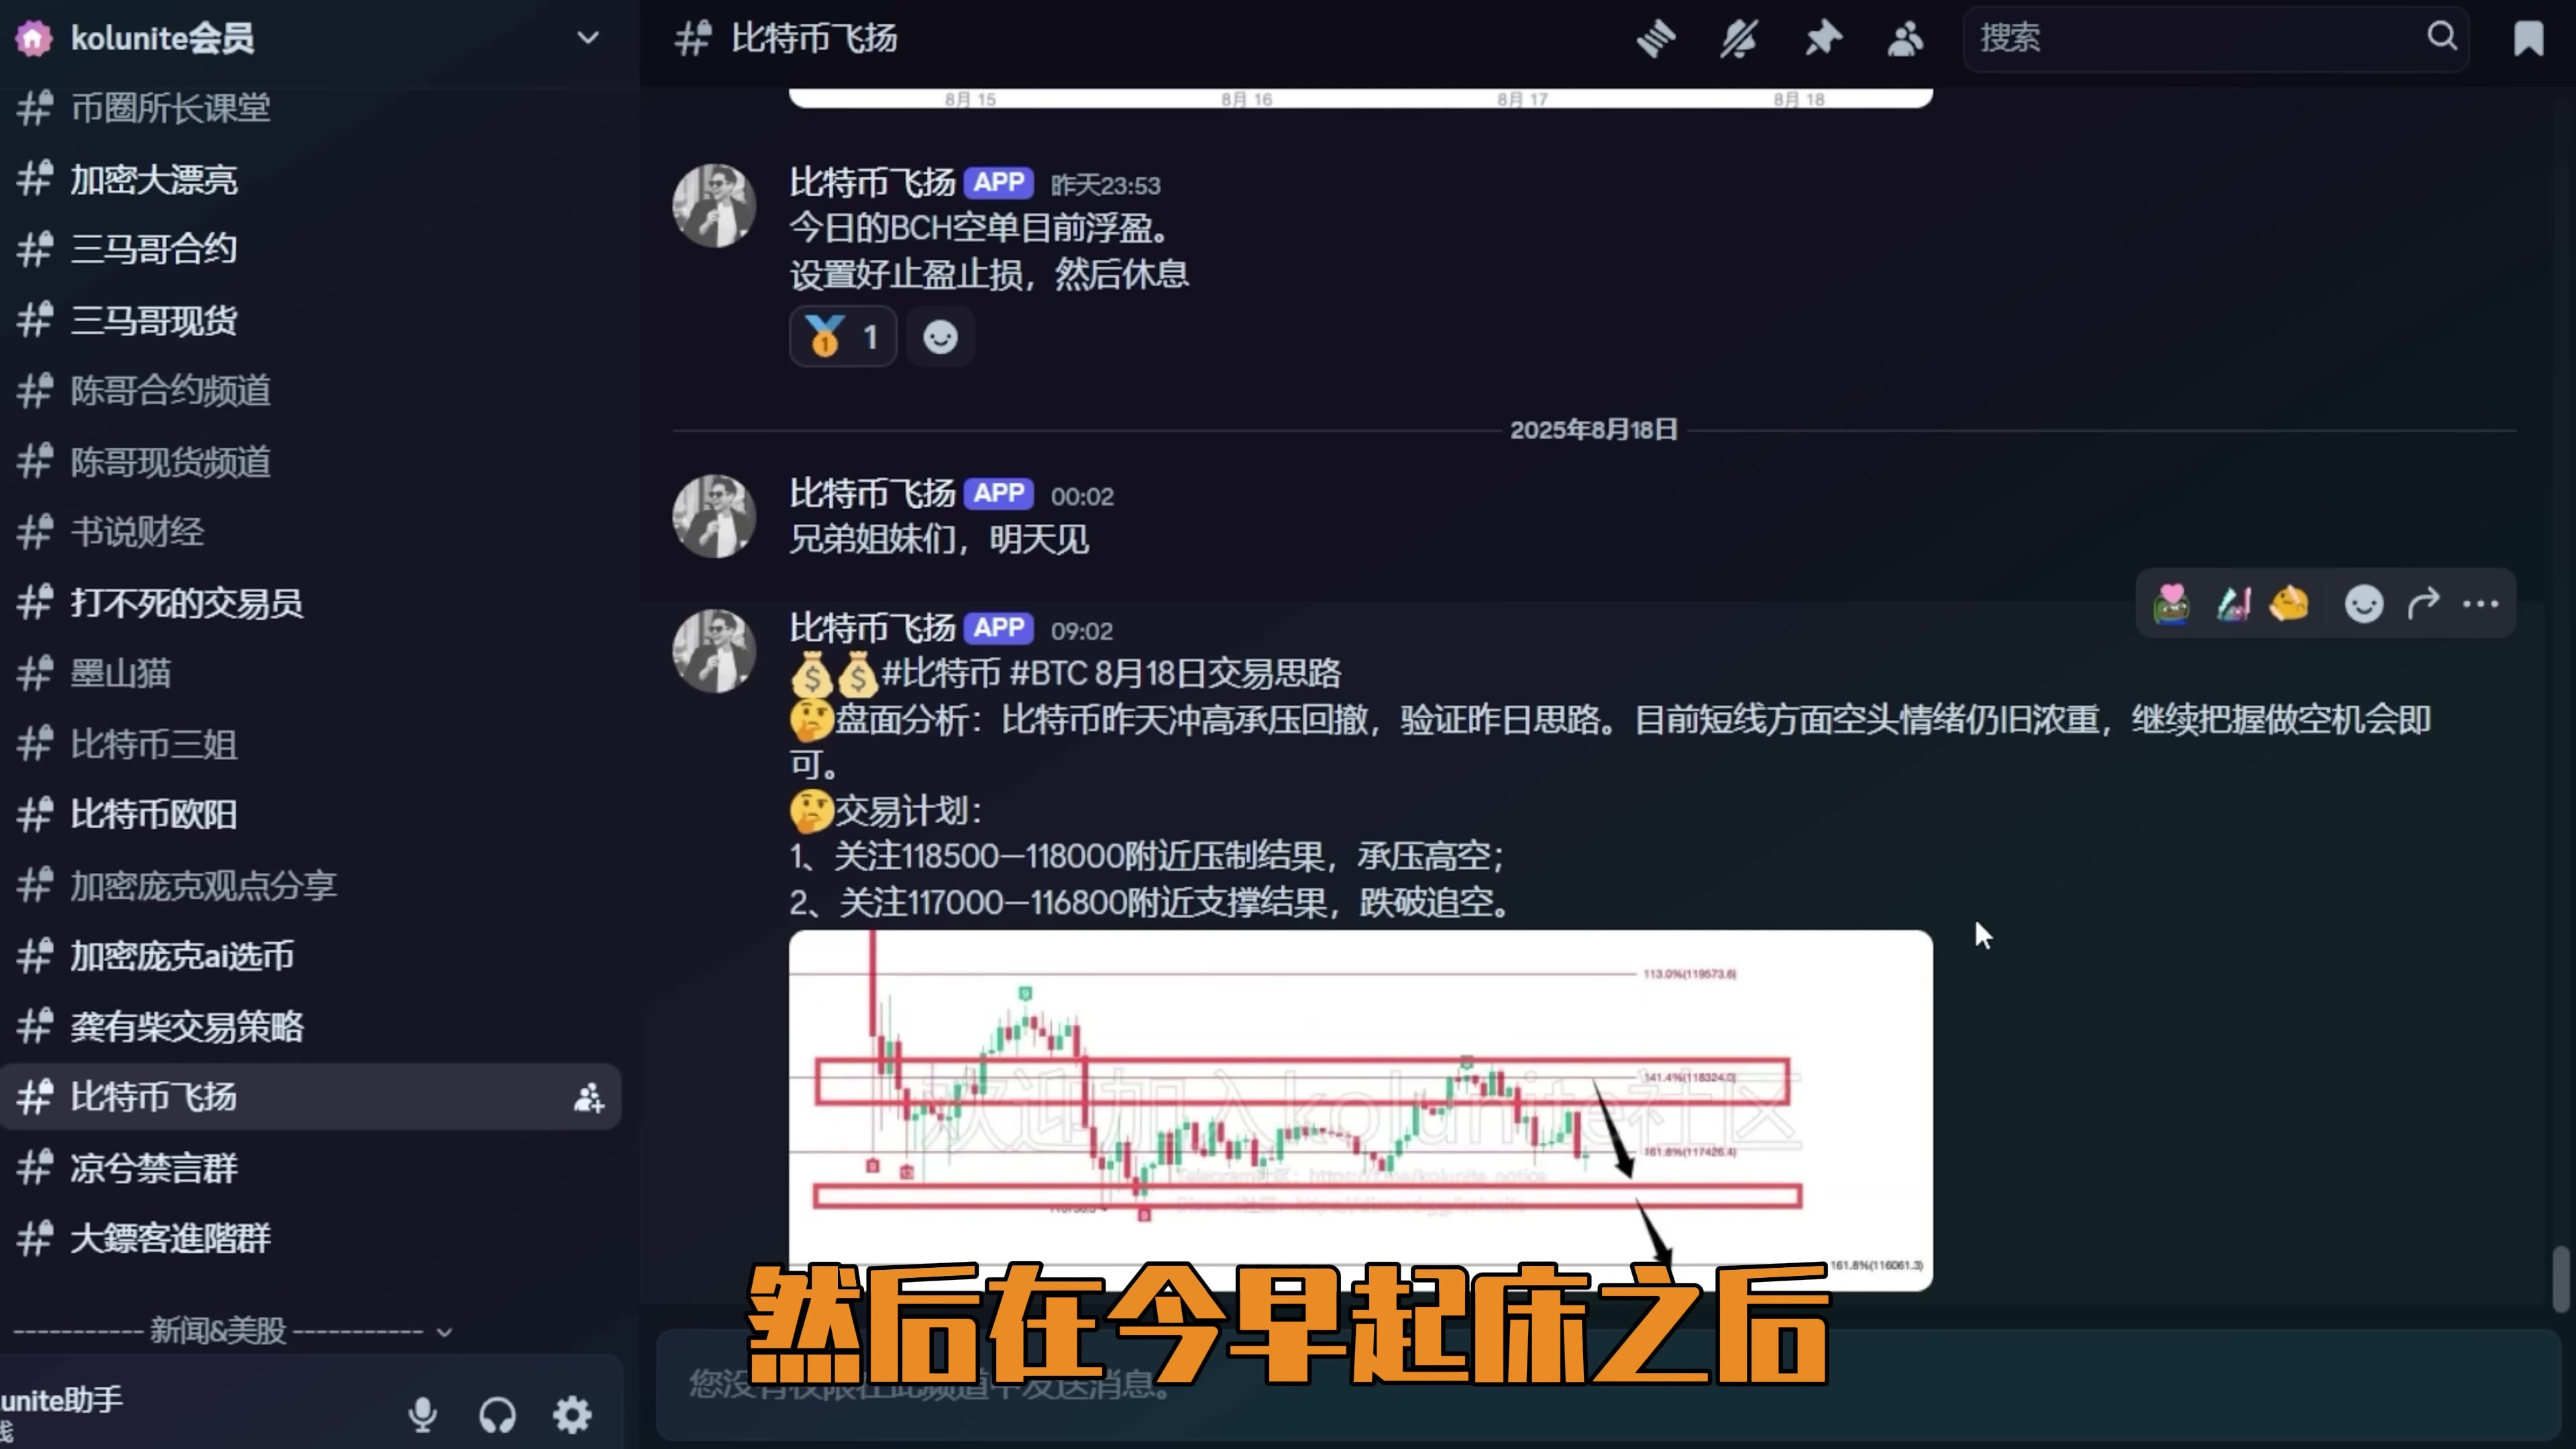 kolunite会员
币圈所长课堂
加密大漂亮
三马哥合约
三马哥现货
陈哥合约频道
陈哥现货频道
书说财经
打不死的交易员
墨山猫
比特币三姐
比特币欧阳
加密庞克观点分享
加密庞克ai选币
龚有柴交易策略
比特币飞扬
凉兮禁言群
大鏢客進階群
----------- 新闻&美股 -----------
unite助手
线
比特币飞扬
搜索
8月 15 8月 16 8月 17 8月 18
比特币飞扬 APP 昨天23:53
今日的BCH空单目前浮盈。
设置好止盈止损，然后休息
1
2025年8月18日
比特币飞扬 APP 00:02
兄弟姐妹们，明天见
比特币飞扬 APP 09:02
#比特币 #BTC 8月18日交易思路
盘面分析：比特币昨天冲高承压回撤，验证昨日思路。目前短线方面空头情绪仍旧浓重，继续把握做空机会即
可。
交易计划：
1、关注118500—118000附近压制结果，承压高空；
2、关注117000—116800附近支撑结果，跌破追空。
113.0%(119573.6)
141.4%(118324.0)
欢迎加入kolunite社区
161.8%(117426.4)
Telegram社区：https://t.me/kolunite_notice
161.8%(116061.3)
然后在今早起床之后
您没有权限在此频道中发送消息。